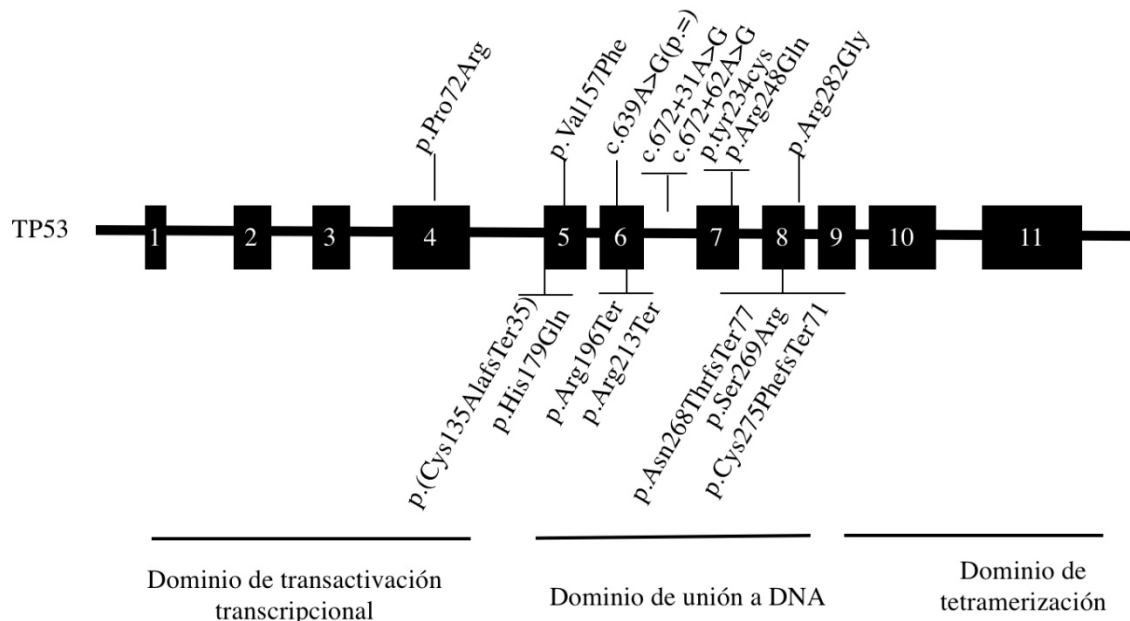 p.Pro72Arg
p.Val157Phe
c.639A>G(p.=)
c.672+31A>G
c.672+62A>G
p.tyr234cys
p.Arg248Gln
p.Arg282Gly
TP53
1
2
3
4
5
6
7
8
9
10
11
p.(Cys135AlafsTer35)
p.His179Gln
p.Arg196Ter
p.Arg213Ter
p.Asn268ThrfsTer77
p.Ser269Arg
p.Cys275PhefsTer71
Dominio de transactivación
transcripcional
Dominio de unión a DNA
Dominio de
tetramerización